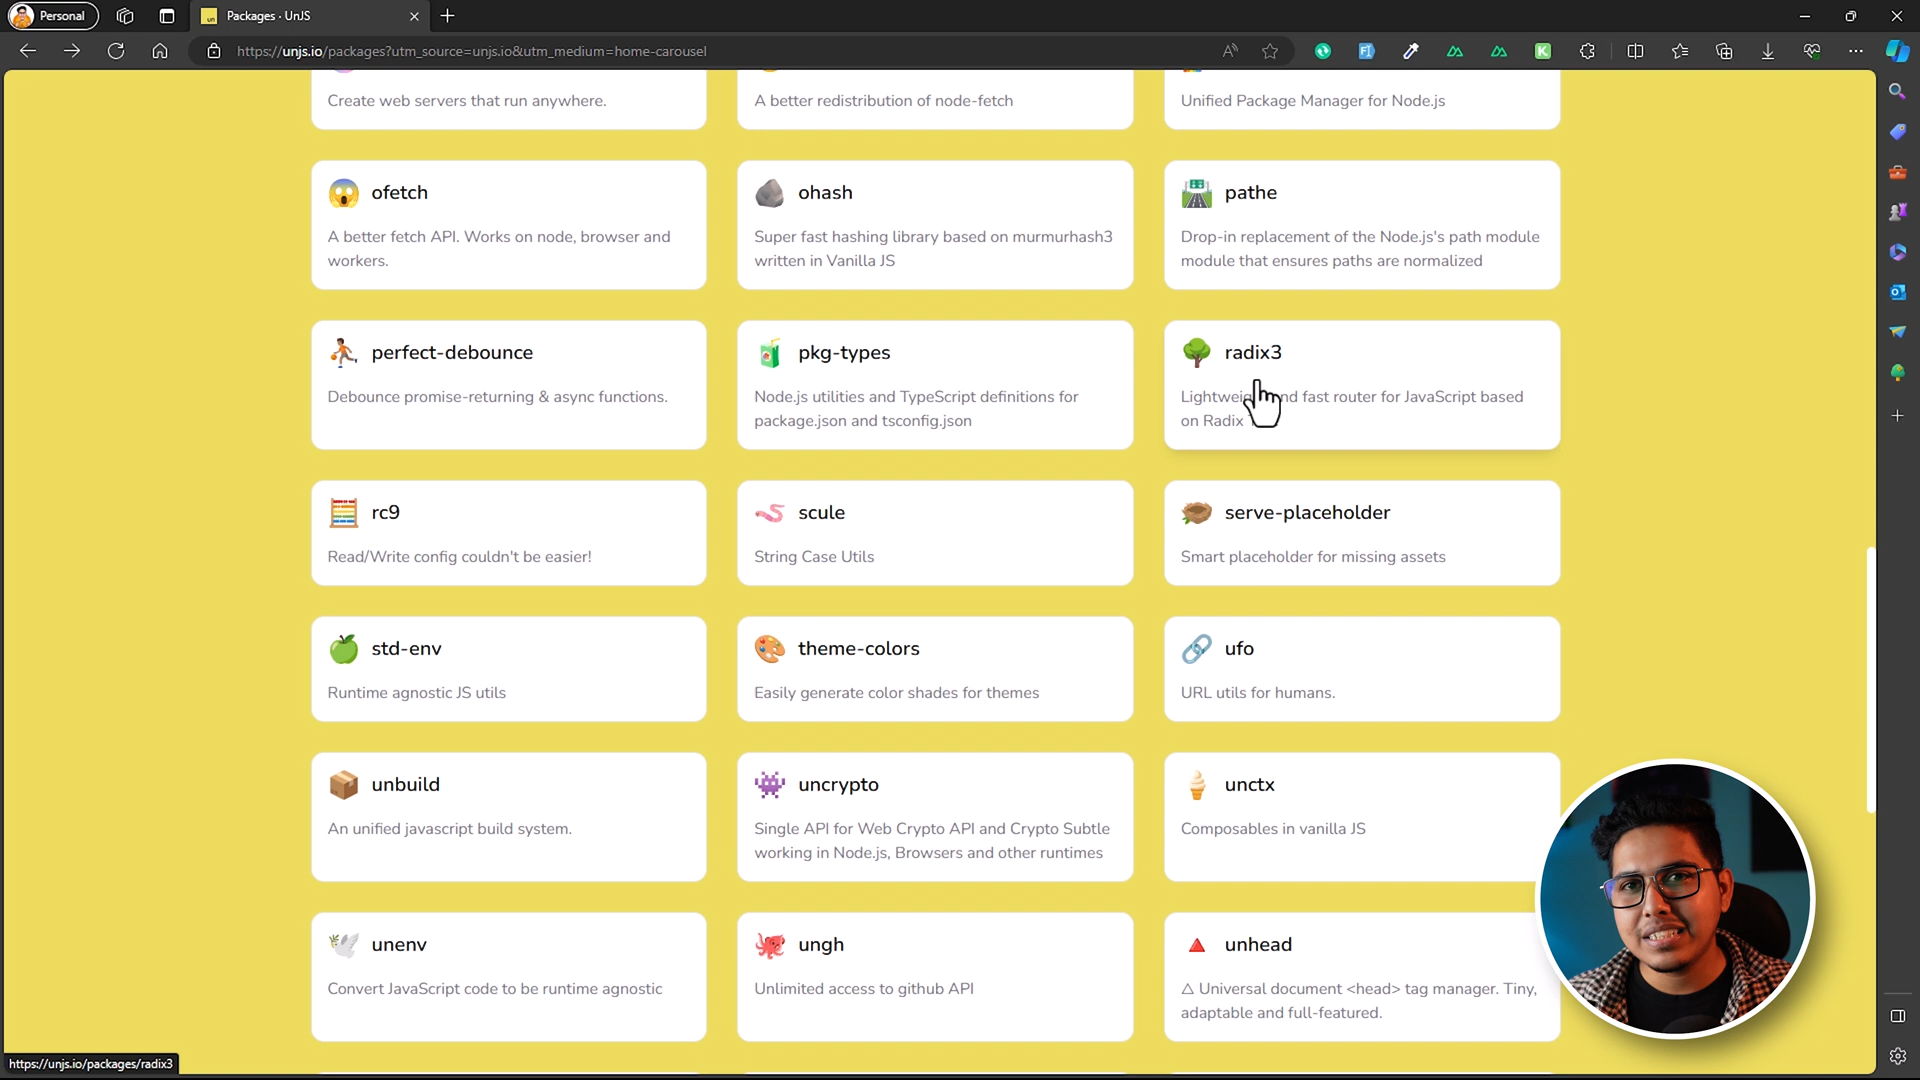 Personal
Packages · UnJS
https://unjs.io/packages?utm_source=unjs.io&utm_medium=home-carousel
Create web servers that run anywhere.
A better redistribution of node-fetch
Unified Package Manager for Node.js
ofetch
A better fetch API. Works on node, browser and
workers.
ohash
Super fast hashing library based on murmurhash3
written in Vanilla JS
pathe
Drop-in replacement of the Node.js's path module
module that ensures paths are normalized
perfect-debounce
Debounce promise-returning & async functions.
pkg-types
Node.js utilities and TypeScript definitions for
package.json and tsconfig.json
radix3
fast router for JavaScript based
on Radix
rc9
Read/Write config couldn't be easier!
scule
String Case Utils
serve-placeholder
Smart placeholder for missing assets
std-env
Runtime agnostic JS utils
theme-colors
Easily generate color shades for themes
ufo
URL utils for humans.
unbuild
An unified javascript build system.
uncrypto
Single API for Web Crypto API and Crypto Subtle
working in Node.js, Browsers and other runtimes
unctx
Composables in vanilla JS
unenv
Convert JavaScript code to be runtime agnostic
ungh
Unlimited access to github API
unhead
△ Universal document <head> tag manager. Tiny,
adaptable and full-featured.
https://unjs.io/packages/radix3